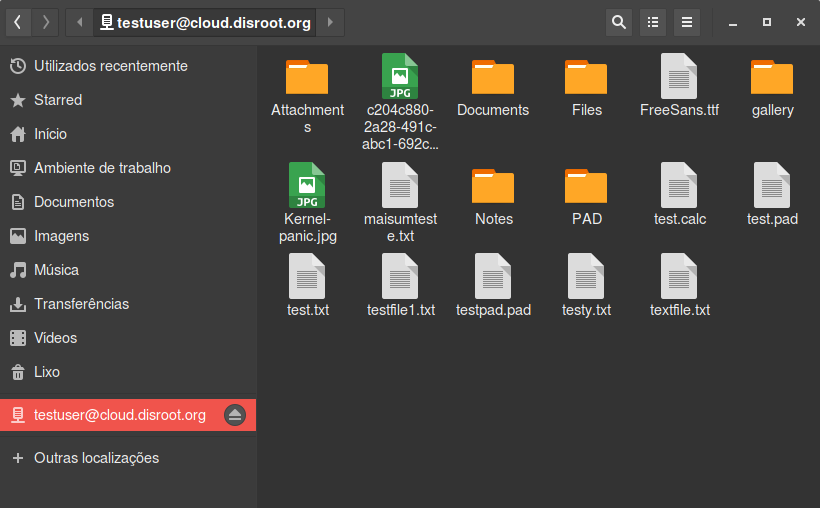 testuser@cloud.disroot.org
Utilizados recentemente
Starred
Início
Ambiente de trabalho
Documentos
Imagens
Música
Transferências
Vídeos
Lixo
testuser@cloud.disroot.org
Outras localizações
Attachment
s
JPG
c204c880-
2a28-491c-
abc1-692c...
Documents
Files
FreeSans.ttf
gallery
JPG
Kernel-
panic.jpg
maisumtest
e.txt
Notes
PAD
test.calc
test.pad
test.txt
testfile1.txt
testpad.pad
testy.txt
textfile.txt